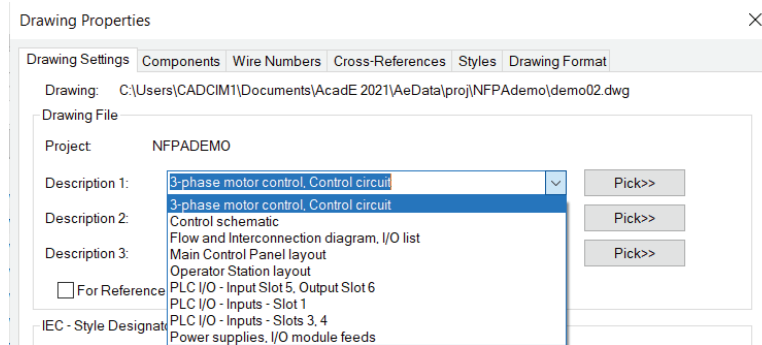 Drawing Properties
Drawing Settings Components Wire Numbers Cross-References Styles Drawing Format
Drawing: C:\Users\CADCIM1\Documents\AcadE 2021\AeData\proj\NFPAdemo\demo02.dwg
Drawing File
Project: NFPADEMO
Description 1: 3-phase motor control, Control circuit Pick>>
3-phase motor control, Control circuit
Description 2: Control schematic Pick>>
Flow and Interconnection diagram, I/O list
Description 3: Main Control Panel layout Pick>>
Operator Station layout
For Reference PLC I/O - Input Slot 5, Output Slot 6
PLC I/O - Inputs - Slot 1
IEC - Style Designat PLC I/O - Inputs - Slots 3, 4
Power supplies, I/O module feeds